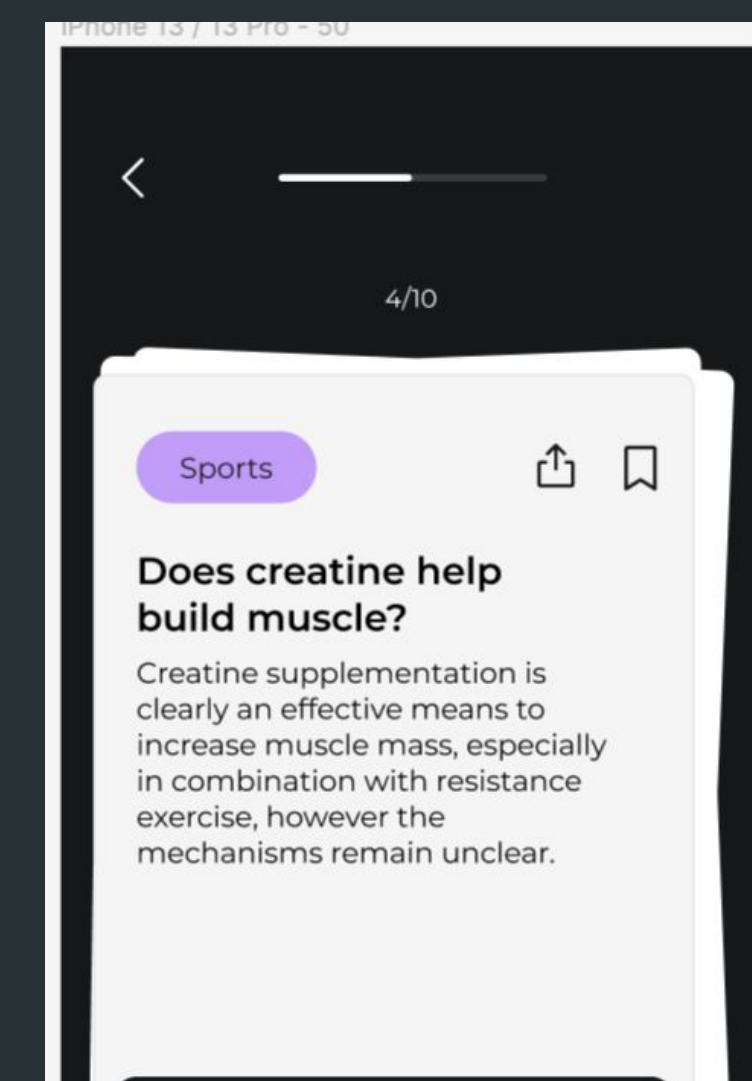 iPhone 13 / 13 Pro - 50
4/10
Sports
Does creatine help
build muscle?
Creatine supplementation is
clearly an effective means to
increase muscle mass, especially
in combination with resistance
exercise, however the
mechanisms remain unclear.